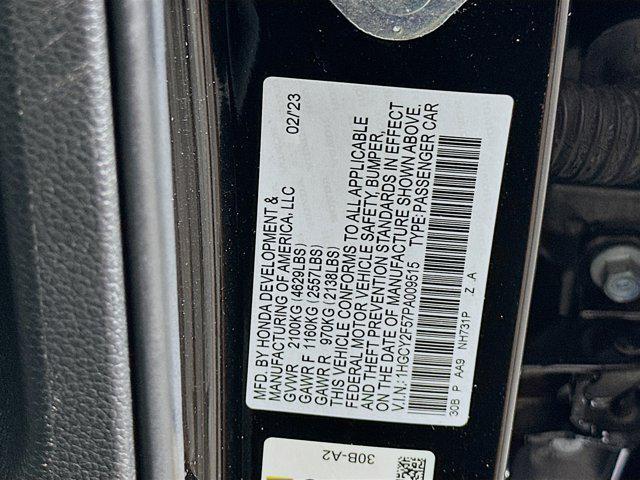 MFD. BY HONDA DEVELOPMENT &
MANUFACTURING OF AMERICA, LLC 02/23
GVWR 2100KG (4629LBS)
GAWR F 1160KG (2557LBS)
GAWR R 970KG (2138LBS)
THIS VEHICLE CONFORMS TO ALL APPLICABLE
FEDERAL MOTOR VEHICLE SAFETY, BUMPER,
AND THEFT PREVENTION STANDARDS IN EFFECT
ON THE DATE OF MANUFACTURE SHOWN ABOVE.
V.I.N.: 1HGCY2F57PA009515 TYPE:PASSENGER CAR
30B P AA9 NH731P Z A
30B-A2